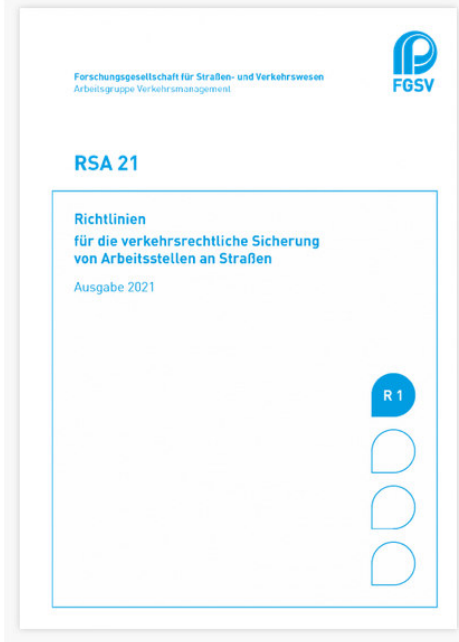 Forschungsgesellschaft für Straßen- und Verkehrswesen
Arbeitsgruppe Verkehrsmanagement
FGSV
RSA 21
Richtlinien
für die verkehrsrechtliche Sicherung
von Arbeitsstellen an Straßen
Ausgabe 2021
R 1